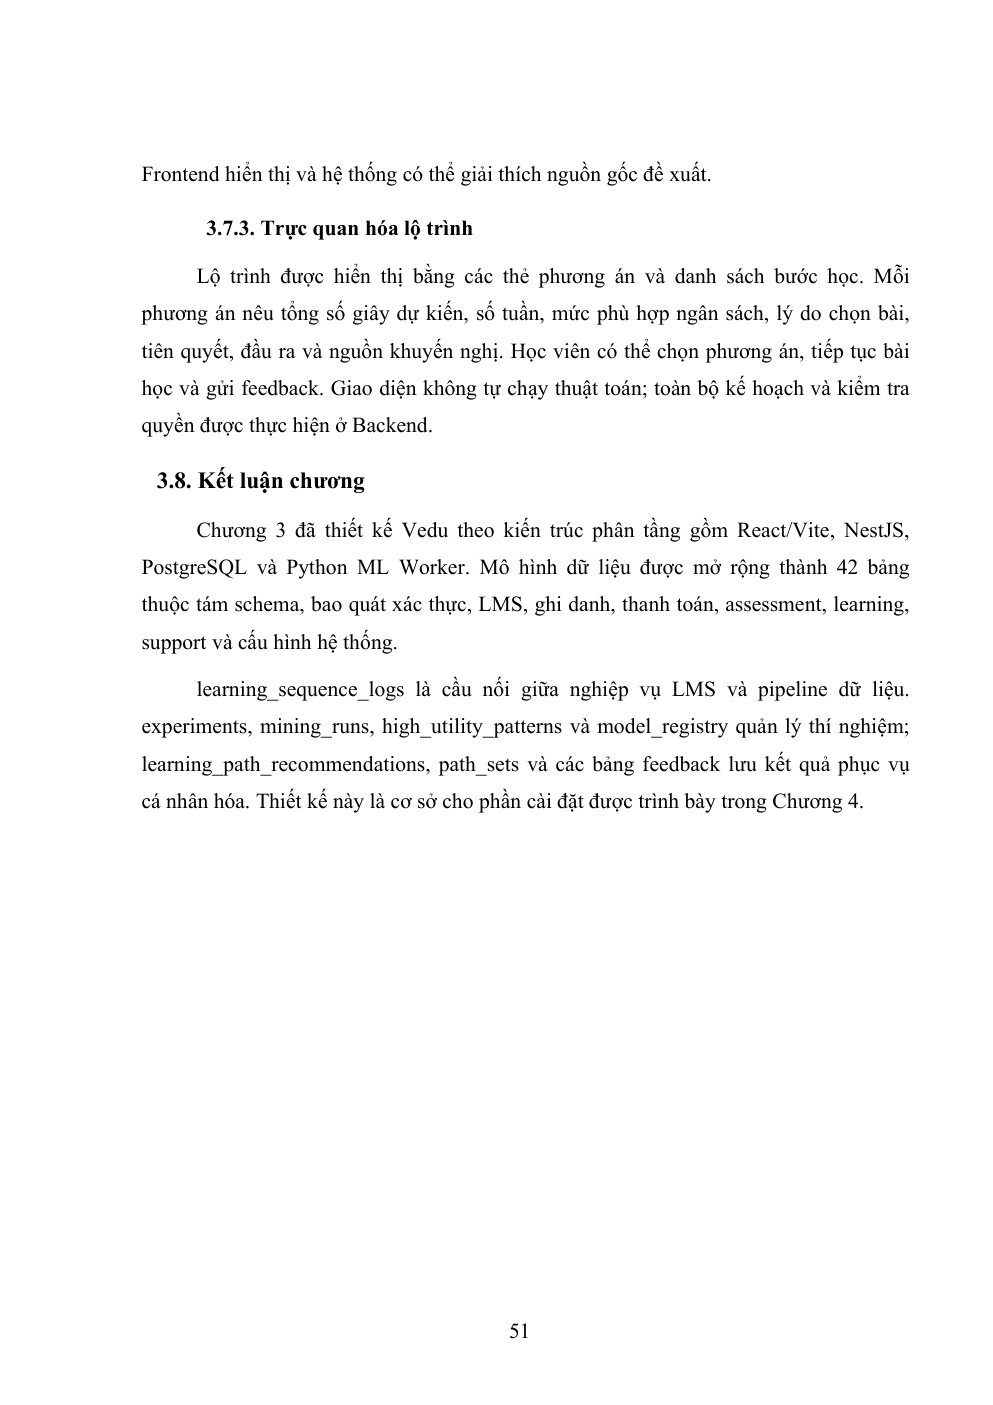 Frontend hiển thị và hệ thống có thể giải thích nguồn gốc đề xuất.
3.7.3. Trực quan hóa lộ trình
Lộ trình được hiển thị bằng các thẻ phương án và danh sách bước học. Mỗi
phương án nêu tổng số giây dự kiến, số tuần, mức phù hợp ngân sách, lý do chọn bài,
tiên quyết, đầu ra và nguồn khuyến nghị. Học viên có thể chọn phương án, tiếp tục bài
học và gửi feedback. Giao diện không tự chạy thuật toán; toàn bộ kế hoạch và kiểm tra
quyền được thực hiện ở Backend.
3.8. Kết luận chương
Chương 3 đã thiết kế Vedu theo kiến trúc phân tầng gồm React/Vite, NestJS,
PostgreSQL và Python ML Worker. Mô hình dữ liệu được mở rộng thành 42 bảng
thuộc tám schema, bao quát xác thực, LMS, ghi danh, thanh toán, assessment, learning,
support và cấu hình hệ thống.
learning_sequence_logs là cầu nối giữa nghiệp vụ LMS và pipeline dữ liệu.
experiments, mining_runs, high_utility_patterns và model_registry quản lý thí nghiệm;
learning_path_recommendations, path_sets và các bảng feedback lưu kết quả phục vụ
cá nhân hóa. Thiết kế này là cơ sở cho phần cài đặt được trình bày trong Chương 4.
51